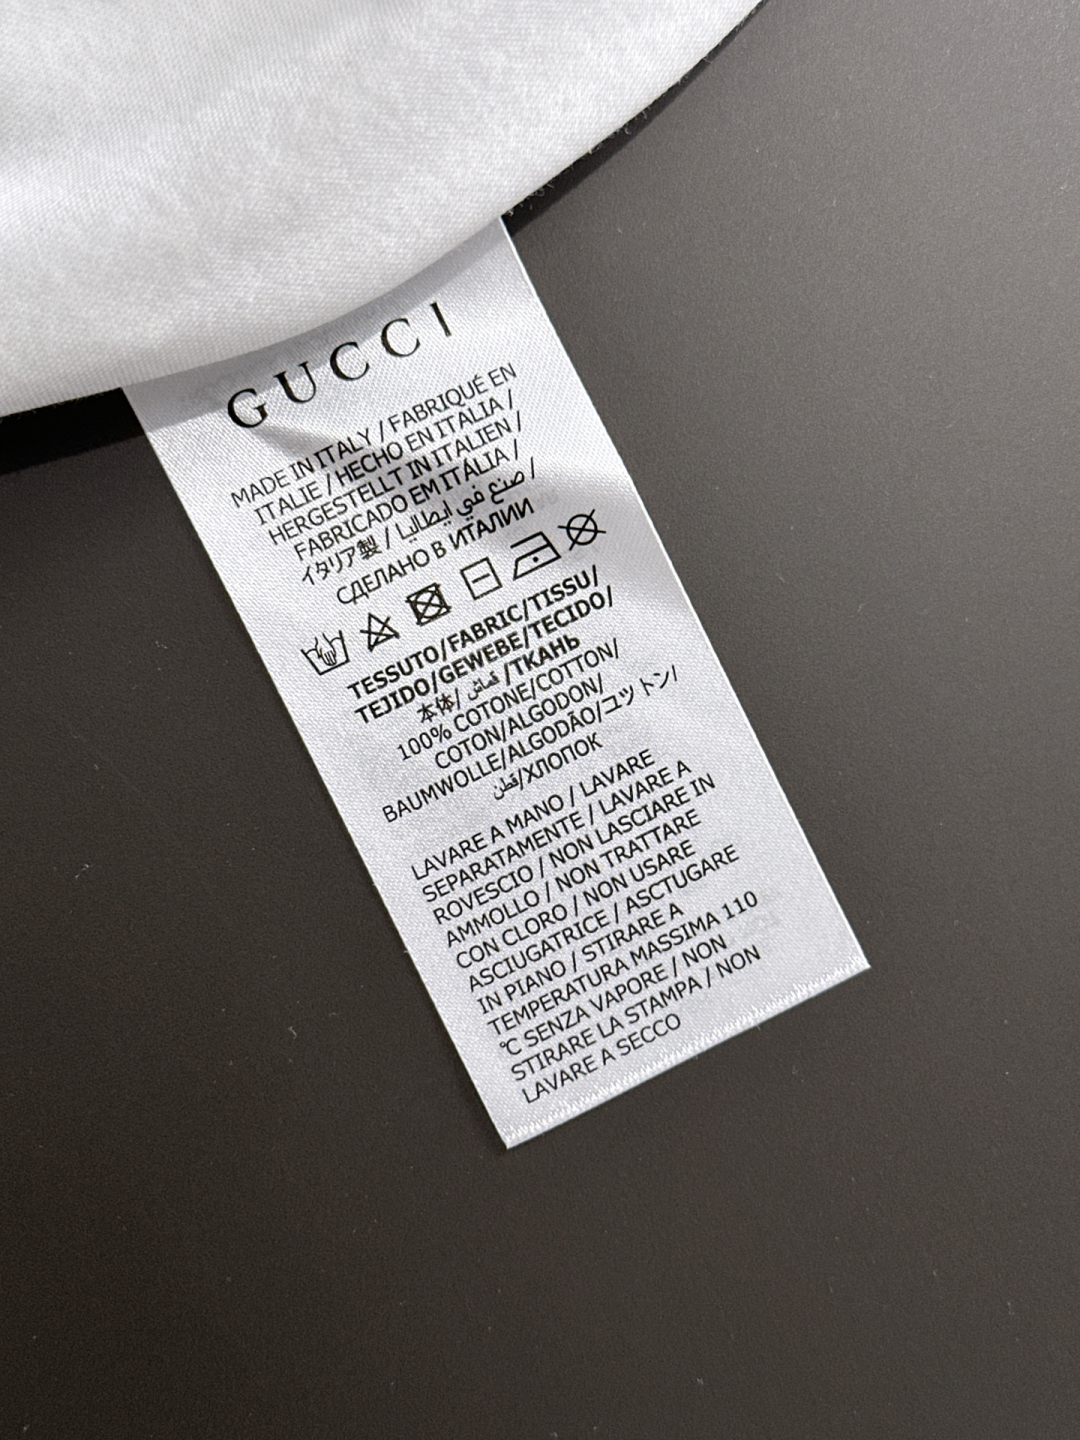 GUCCI
MADE IN ITALY / FABRIQUÉ EN
ITALIE / HECHO EN ITALIA /
HERGESTELLT IN ITALIEN /
FABRICADO EM ITÁLIA /
イタリア製 / صنع في ايطاليا /
СДЕЛАНО В ИТАЛИИ
TESSUTO/FABRIC/TISSU/
TEJIDO/GEWEBE/TECIDO/
本体/ قماش /ТКАНЬ
100% COTONE/COTTON/
COTON/ALGODON/
BAUMWOLLE/ALGODÃO/ユットン/
قطن/ХЛОПОК
LAVARE A MANO / LAVARE
SEPARATAMENTE / LAVARE A
ROVESCIO / NON LASCIARE IN
AMMOLLO / NON TRATTARE
CON CLORO / NON USARE
ASCIUGATRICE / ASCTUGARE
IN PIANO / STIRARE A
TEMPERATURA MASSIMA 110
°C SENZA VAPORE / NON
STIRARE LA STAMPA / NON
LAVARE A SECCO